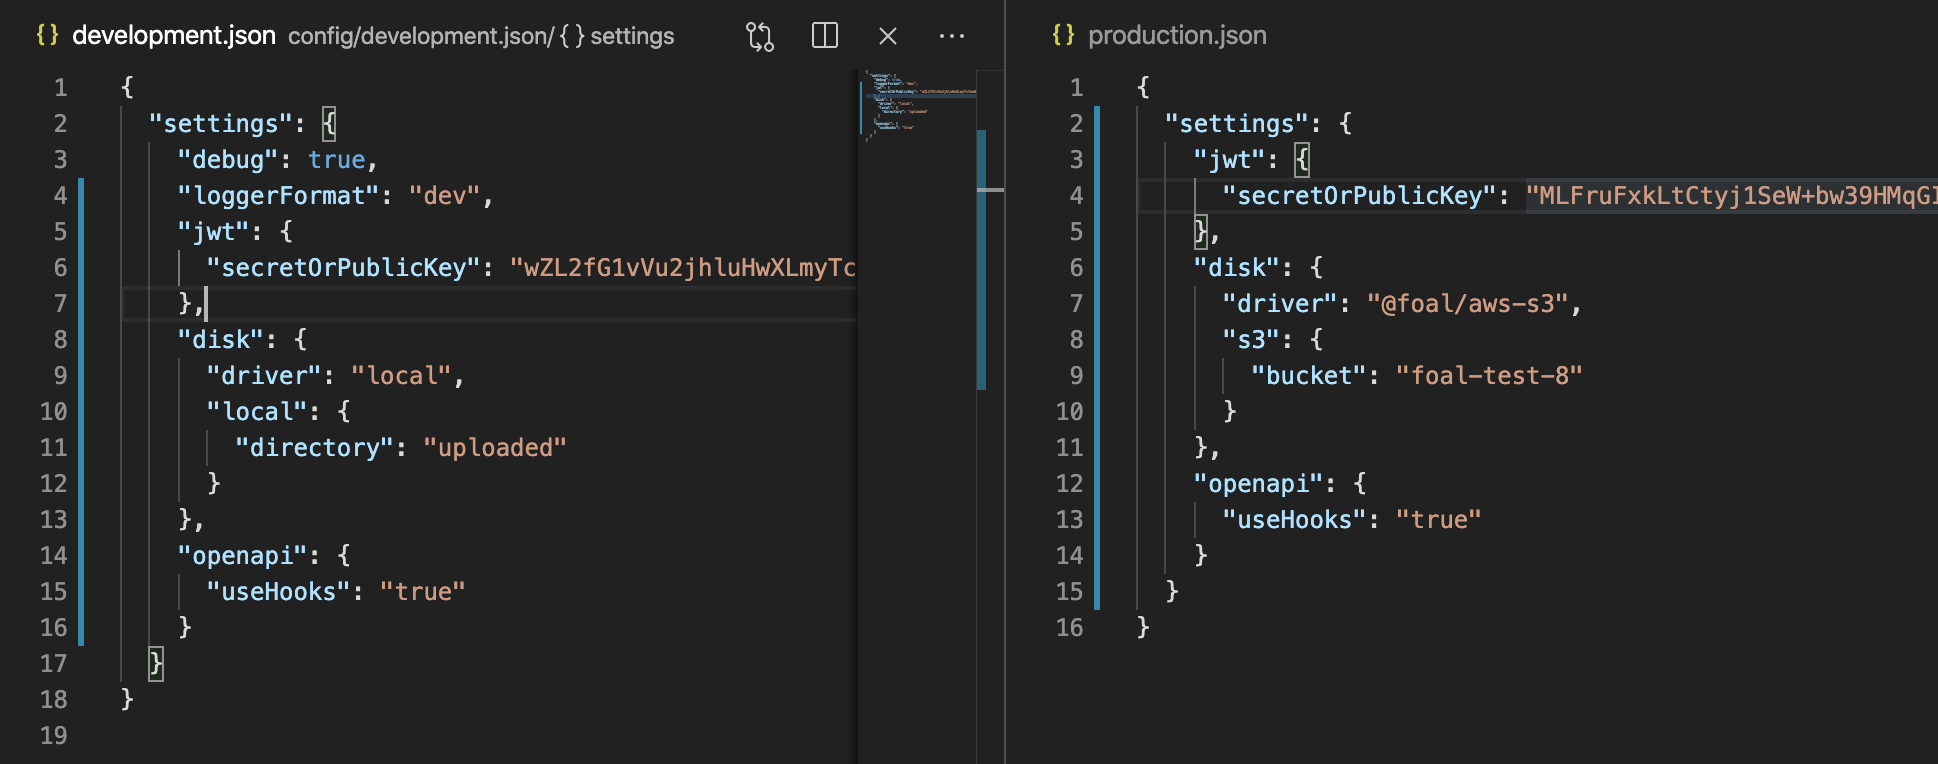 {} development.json config/development.json/{} settings
1 {
2 "settings": {
3 "debug": true,
4 "loggerFormat": "dev",
5 "jwt": {
6 "secretOrPublicKey": "wZL2fG1vVu2jhluHwXLmyTc
7 },
8 "disk": {
9 "driver": "local",
10 "local": {
11 "directory": "uploaded"
12 }
13 },
14 "openapi": {
15 "useHooks": "true"
16 }
17 }
18 }
19
{} production.json
1 {
2 "settings": {
3 "jwt": {
4 "secretOrPublicKey": "MLFruFxkLtCtyj1SeW+bw39HMqG
5 },
6 "disk": {
7 "driver": "@foal/aws-s3",
8 "s3": {
9 "bucket": "foal-test-8"
10 }
11 },
12 "openapi": {
13 "useHooks": "true"
14 }
15 }
16 }